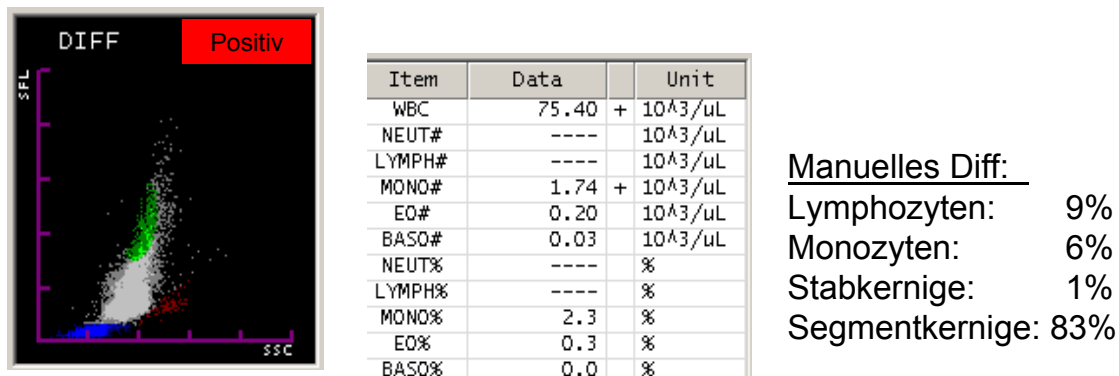 DIFF
Positiv
SFL
SSC
Item Data Unit
WBC 75.40 + 10^3/uL
NEUT# ---- 10^3/uL
LYMPH# ---- 10^3/uL
MONO# 1.74 + 10^3/uL
EO# 0.20 10^3/uL
BASO# 0.03 10^3/uL
NEUT% ---- %
LYMPH% ---- %
MONO% 2.3 %
EO% 0.3 %
BASO% 0.0 %
Manuelles Diff:
Lymphozyten: 9%
Monozyten: 6%
Stabkernige: 1%
Segmentkernige: 83%